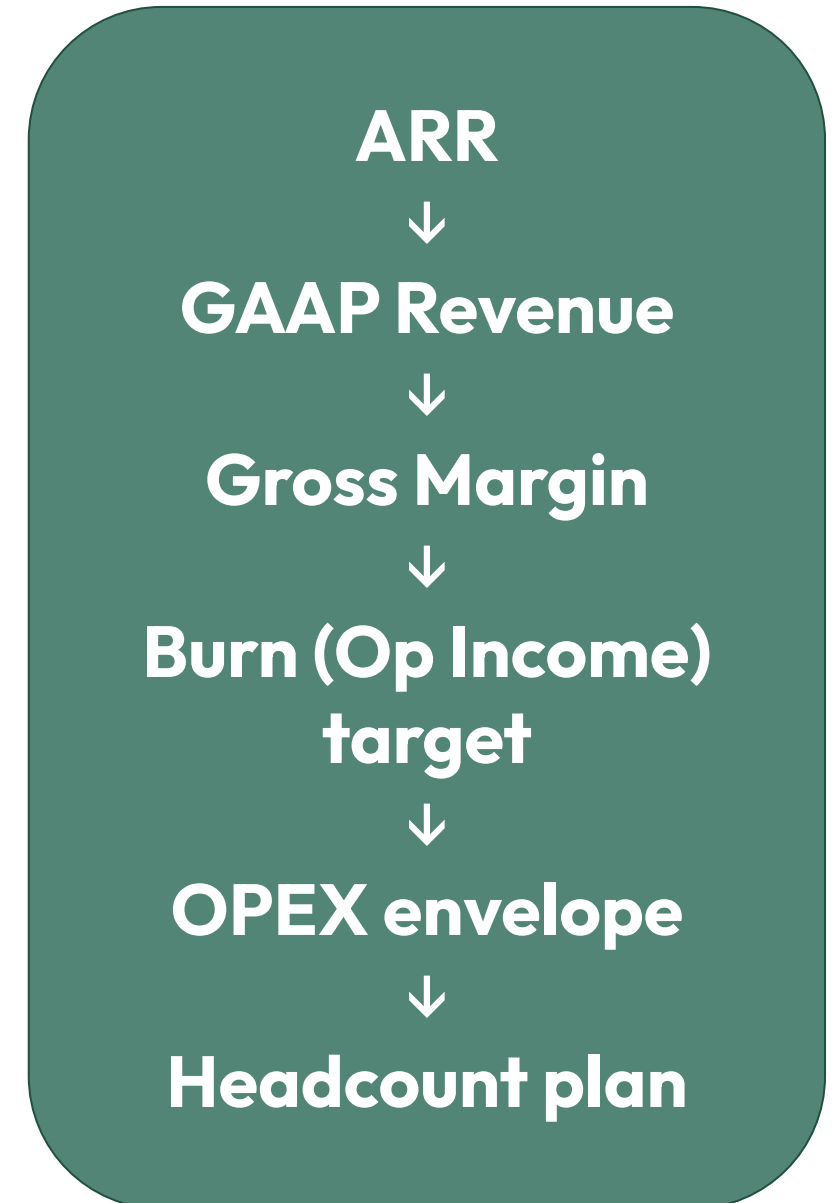 ARR
↓
GAAP Revenue
↓
Gross Margin
↓
Burn (Op Income)
target
↓
OPEX envelope
↓
Headcount plan